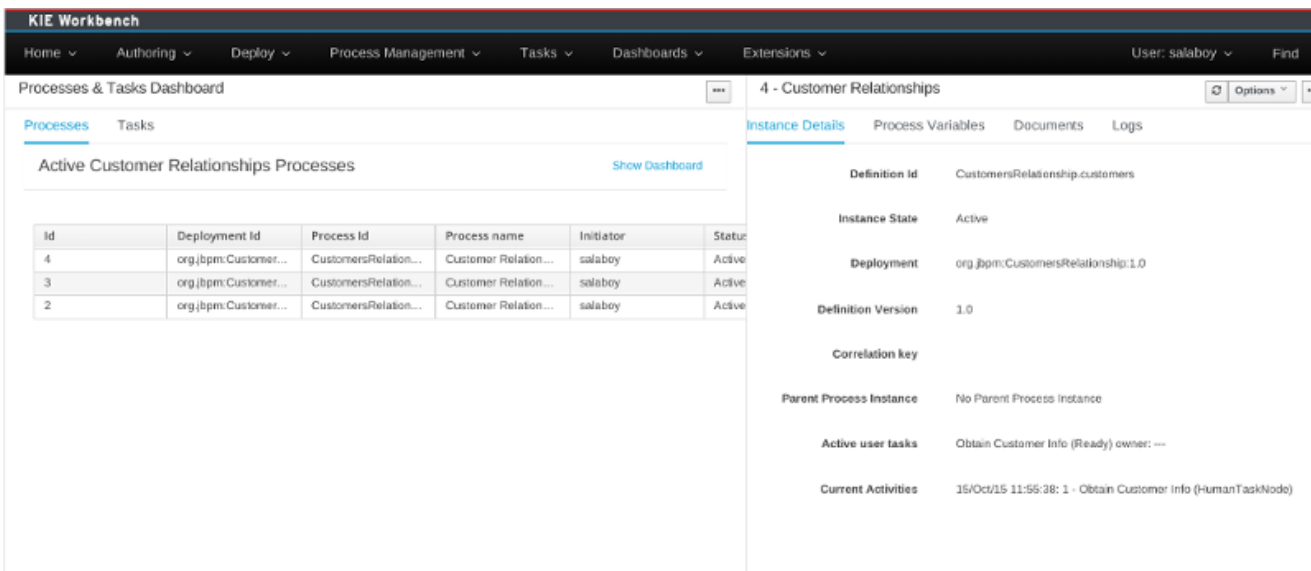 KIE Workbench
Home Authoring Deploy Process Management Tasks Dashboards Extensions User: salaboy Find
Processes & Tasks Dashboard
Processes Tasks
Active Customer Relationships Processes Show Dashboard
Id Deployment Id Process Id Process name Initiator Status
4 org.jbpm:Customer... CustomersRelation... Customer Relation... salaboy Active
3 org.jbpm:Customer... CustomersRelation... Customer Relation... salaboy Active
2 org.jbpm:Customer... CustomersRelation... Customer Relation... salaboy Active
4 - Customer Relationships Options
Instance Details Process Variables Documents Logs
Definition Id CustomersRelationship.customers
Instance State Active
Deployment org.jbpm:CustomersRelationship:1.0
Definition Version 1.0
Correlation key
Parent Process Instance No Parent Process Instance
Active user tasks Obtain Customer Info (Ready) owner: ---
Current Activities 15/Oct/15 11:55:38: 1 - Obtain Customer Info (HumanTaskNode)